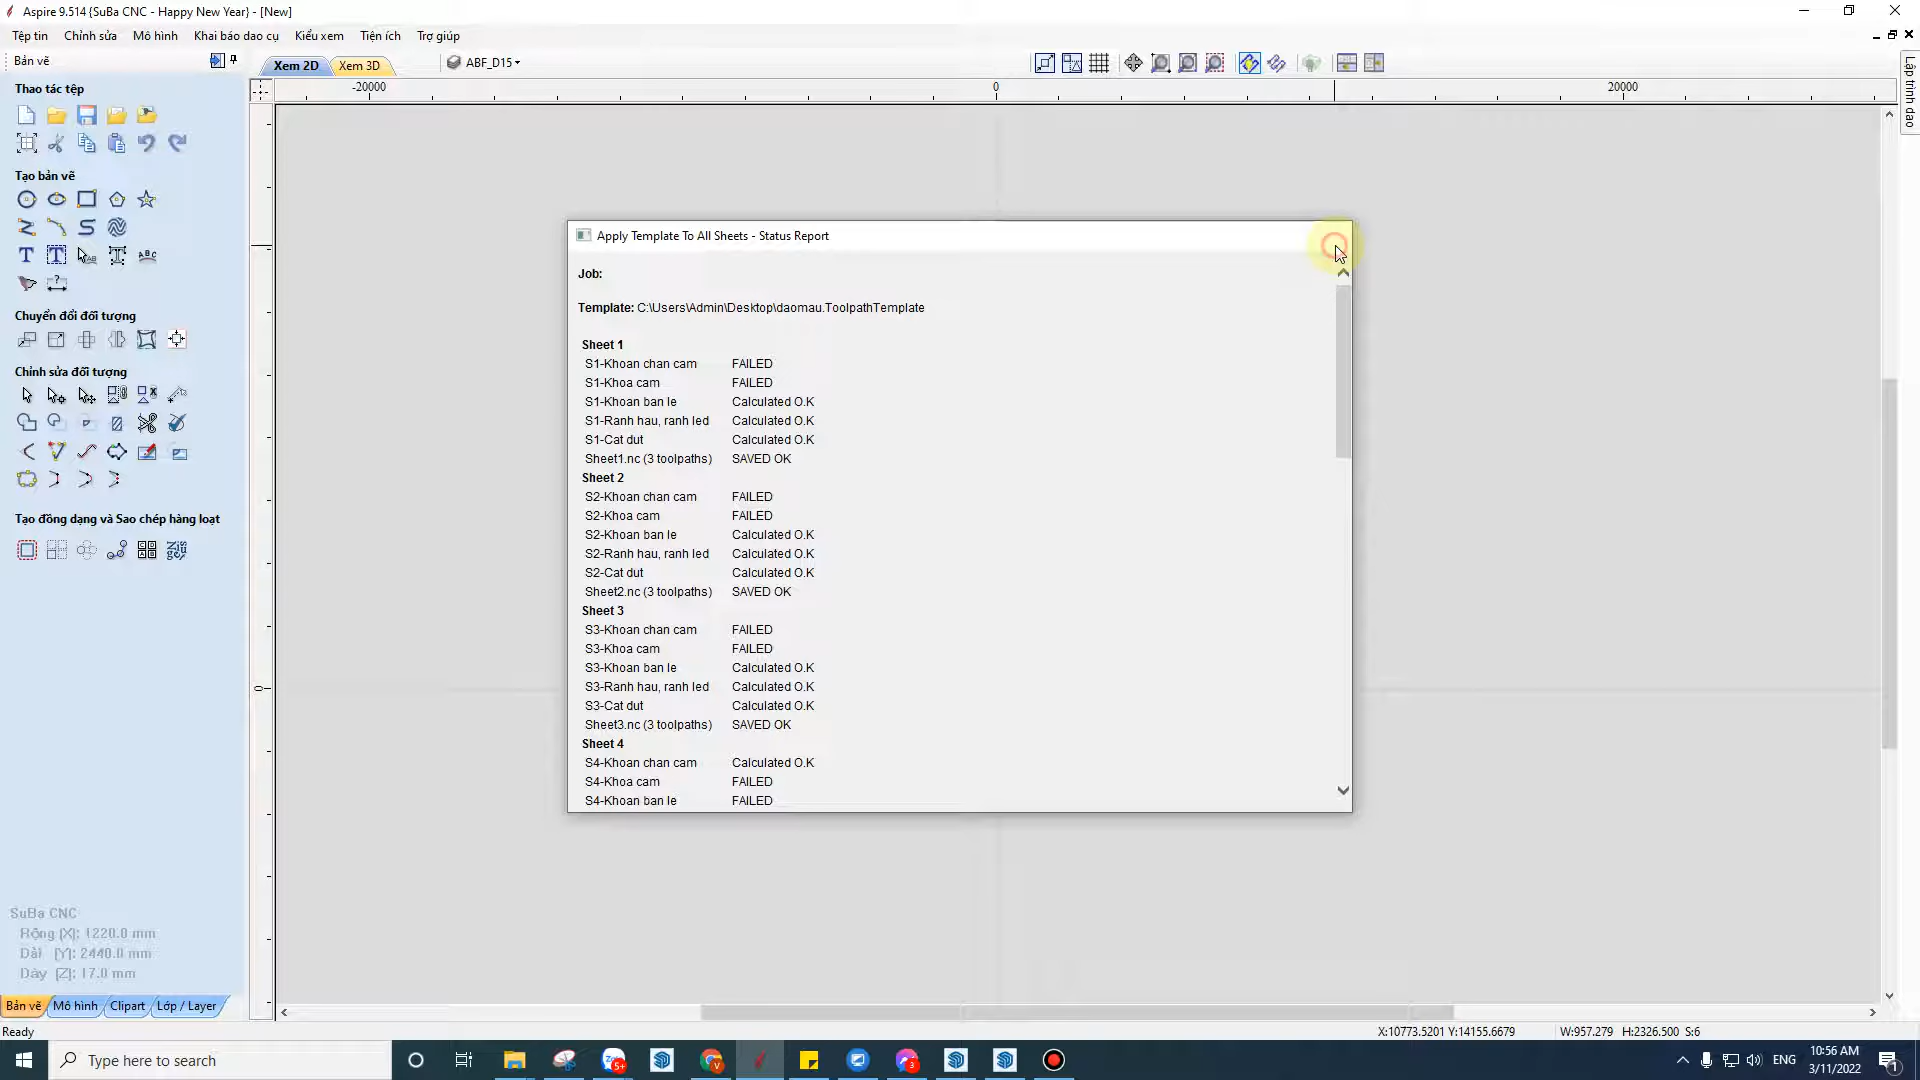 Aspire 9.514 {SuBa CNC - Happy New Year} - [New]
Tệp tin Chỉnh sửa Mô hình Khai báo dao cụ Kiểu xem Tiện ích Trợ giúp
Bản vẽ
Xem 2D Xem 3D ABF_D15
-20000 0 20000
Lập trình dao
Thao tác tệp
Tạo bản vẽ
Chuyển đổi đối tượng
Chỉnh sửa đối tượng
Tạo đồng dạng và Sao chép hàng loạt
Apply Template To All Sheets - Status Report
Job:
Template: C:\Users\Admin\Desktop\daomau.ToolpathTemplate
Sheet 1
S1-Khoan chan cam FAILED
S1-Khoa cam FAILED
S1-Khoan ban le Calculated O.K
S1-Ranh hau, ranh led Calculated O.K
S1-Cat dut Calculated O.K
Sheet1.nc (3 toolpaths) SAVED OK
Sheet 2
S2-Khoan chan cam FAILED
S2-Khoa cam FAILED
S2-Khoan ban le Calculated O.K
S2-Ranh hau, ranh led Calculated O.K
S2-Cat dut Calculated O.K
Sheet2.nc (3 toolpaths) SAVED OK
Sheet 3
S3-Khoan chan cam FAILED
S3-Khoa cam FAILED
S3-Khoan ban le Calculated O.K
S3-Ranh hau, ranh led Calculated O.K
S3-Cat dut Calculated O.K
Sheet3.nc (3 toolpaths) SAVED OK
Sheet 4
S4-Khoan chan cam Calculated O.K
S4-Khoa cam FAILED
S4-Khoan ban le FAILED
0
SuBa CNC
Rộng [X]: 1220.0 mm
Dài [Y]: 2440.0 mm
Dày [Z]: 17.0 mm
Bản vẽ Mô hình Clipart Lớp / Layer
Ready
X:10773.5201 Y:14155.6679 W:957.279 H:2326.500 S:6
Type here to search
5+
3
ENG
10:56 AM
3/11/2022
1